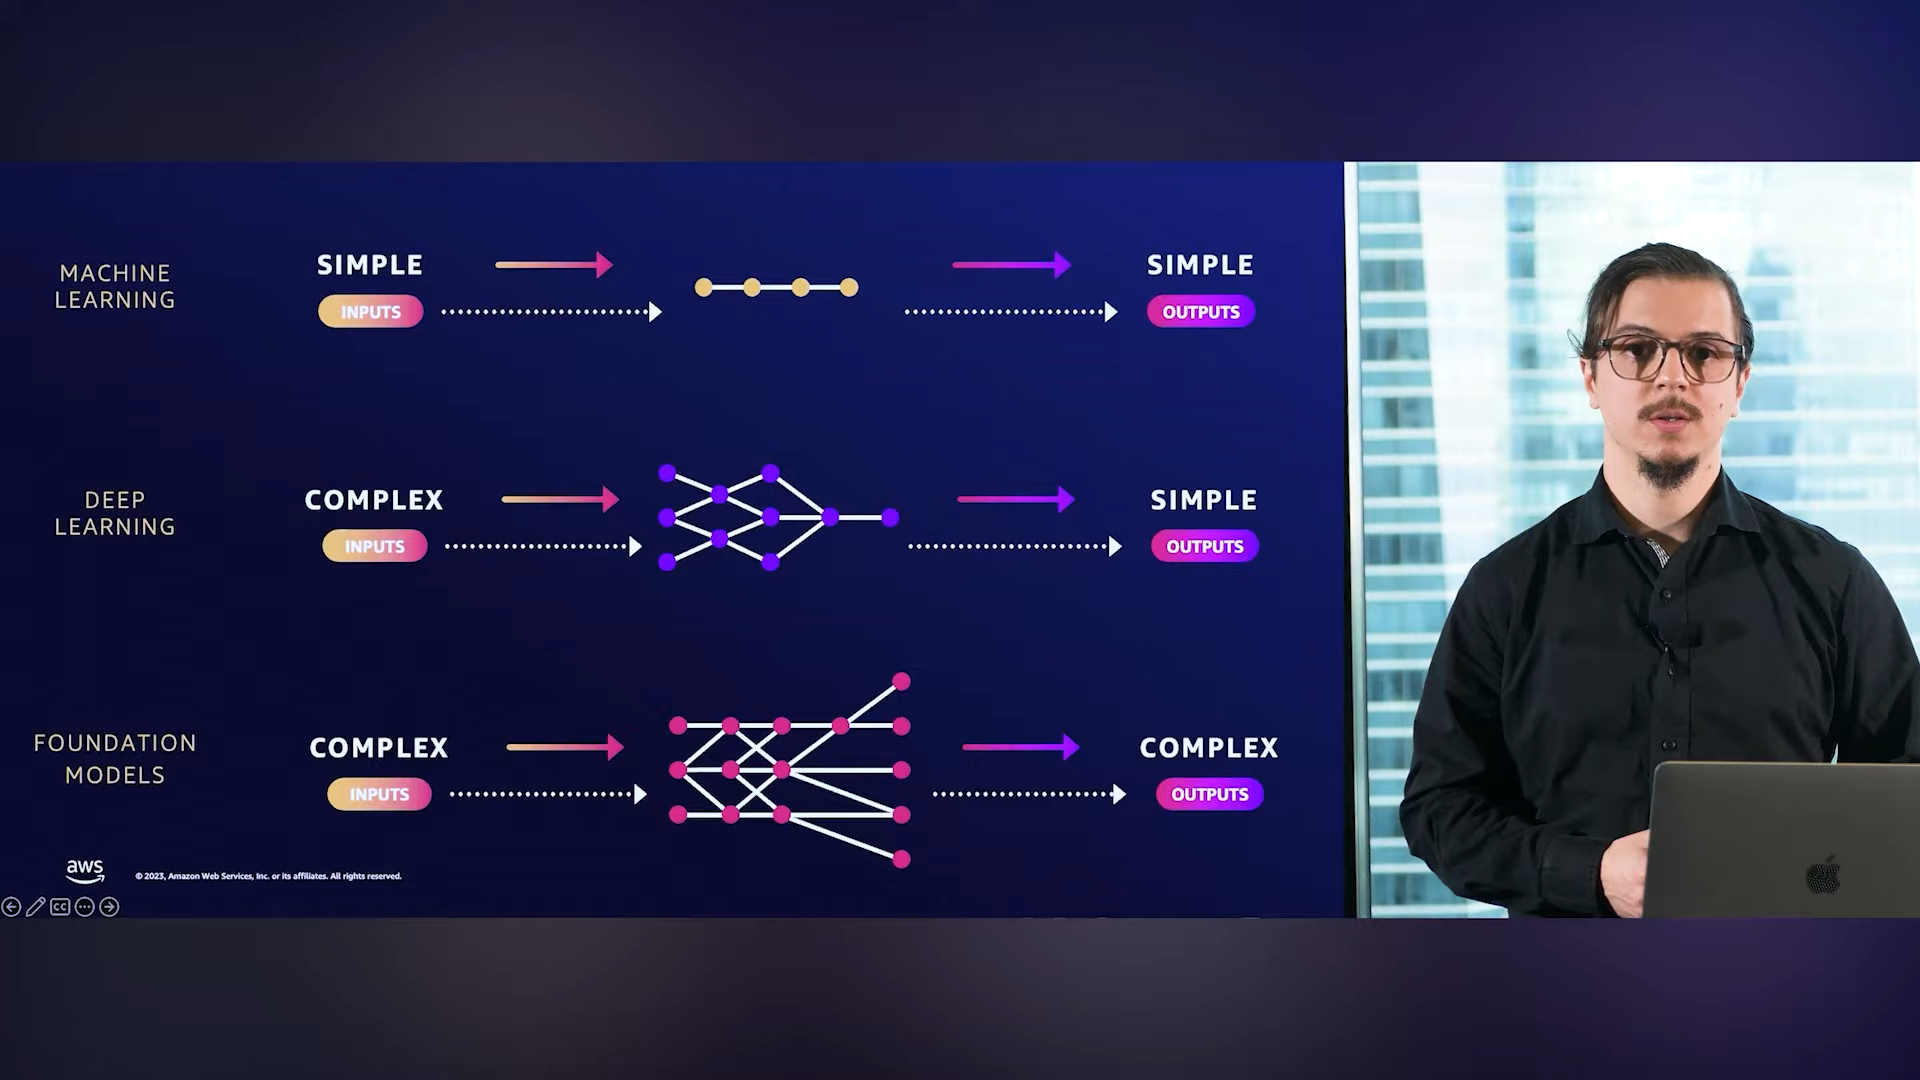 MACHINE
LEARNING
SIMPLE
INPUTS
SIMPLE
OUTPUTS
DEEP
LEARNING
COMPLEX
INPUTS
SIMPLE
OUTPUTS
FOUNDATION
MODELS
COMPLEX
INPUTS
COMPLEX
OUTPUTS
aws
© 2023, Amazon Web Services, Inc. or its affiliates. All rights reserved.
CC